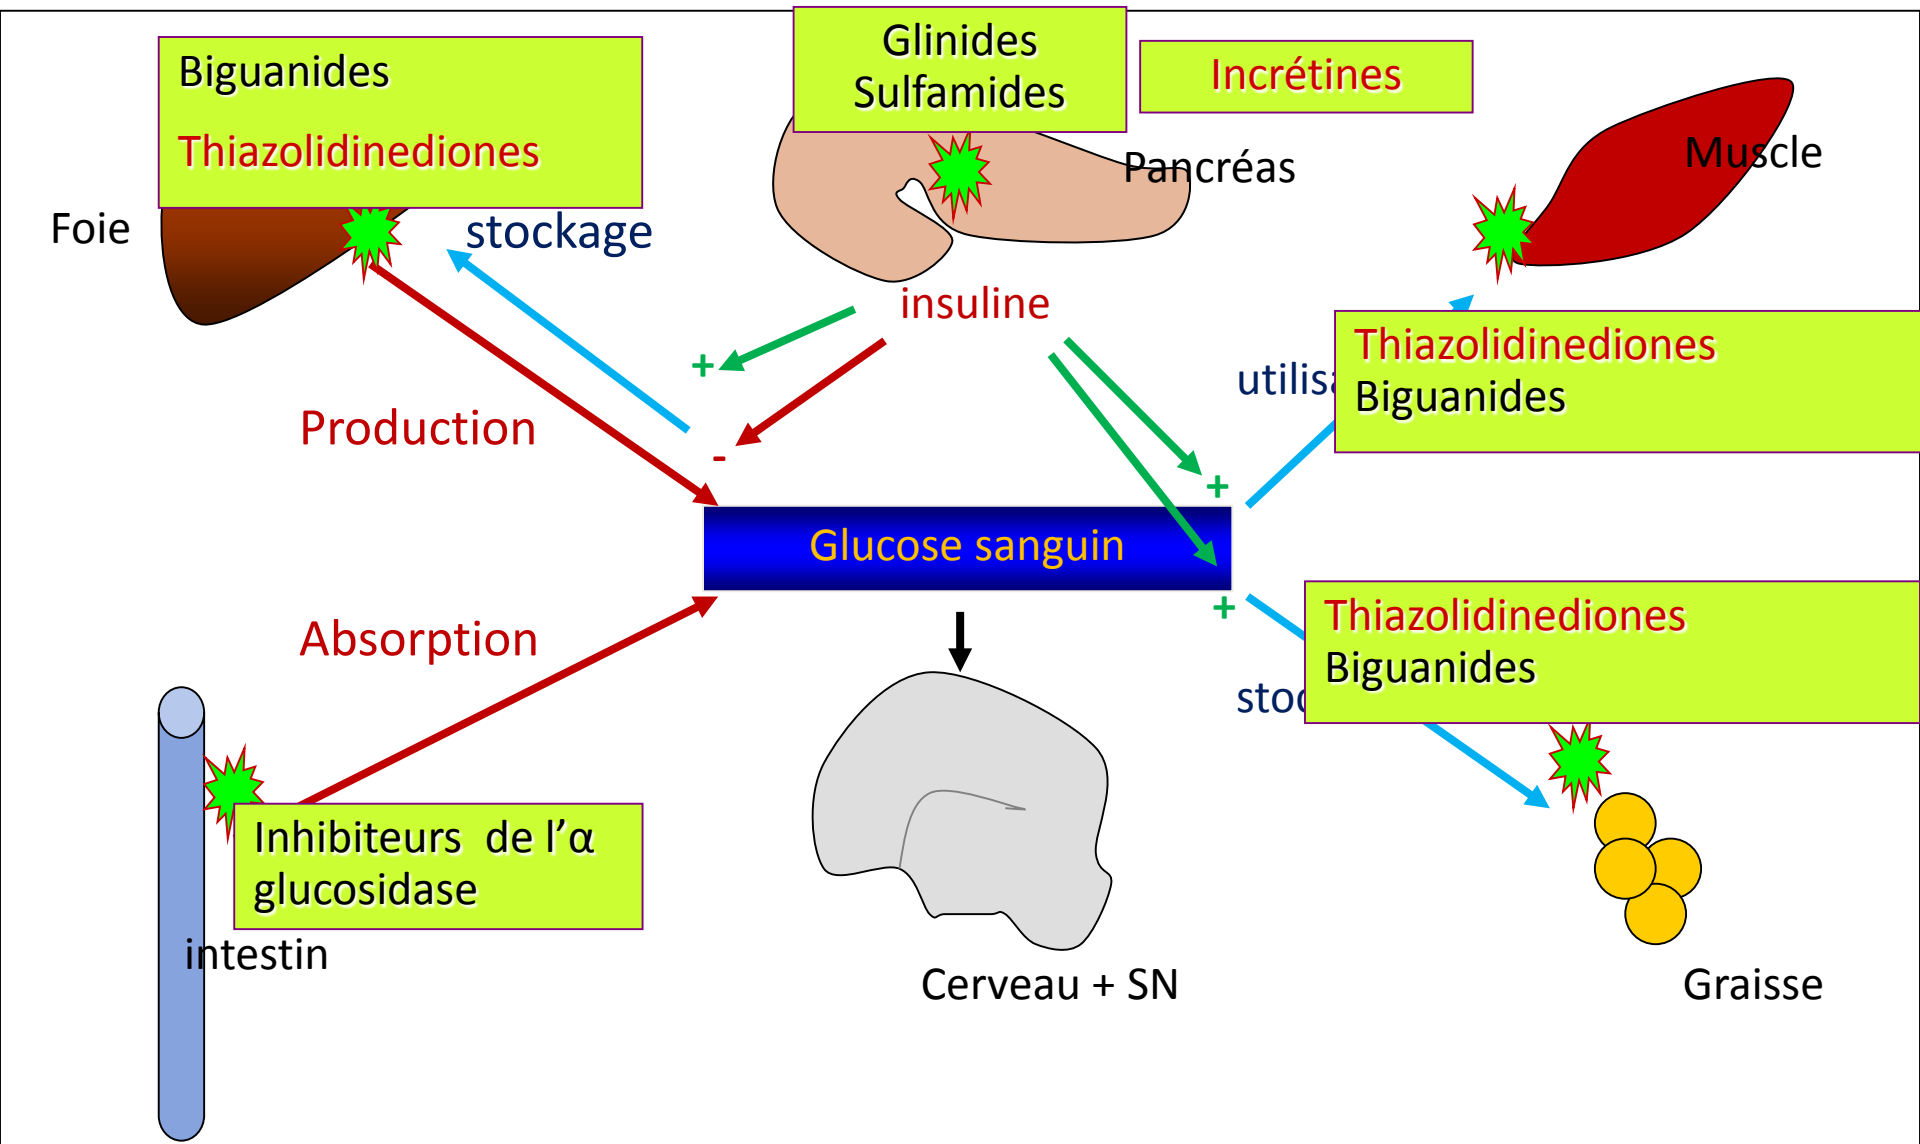 Biguanides
Thiazolidinediones
Glinides
Sulfamides
Incrétines
Pancréas
Muscle
Foie
stockage
insuline
+
-
Production
Thiazolidinediones
Biguanides
+
Glucose sanguin
+
Absorption
Thiazolidinediones
Biguanides
Inhibiteurs de l’α
glucosidase
intestin
Cerveau + SN
Graisse